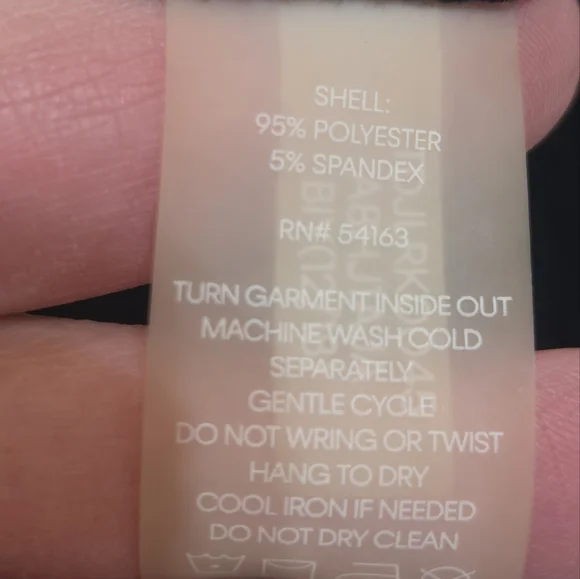 SHELL:
95% POLYESTER
5% SPANDEX
RN# 54163
TURN GARMENT INSIDE OUT
MACHINE WASH COLD
SEPARATELY
GENTLE CYCLE
DO NOT WRING OR TWIST
HANG TO DRY
COOL IRON IF NEEDED
DO NOT DRY CLEAN